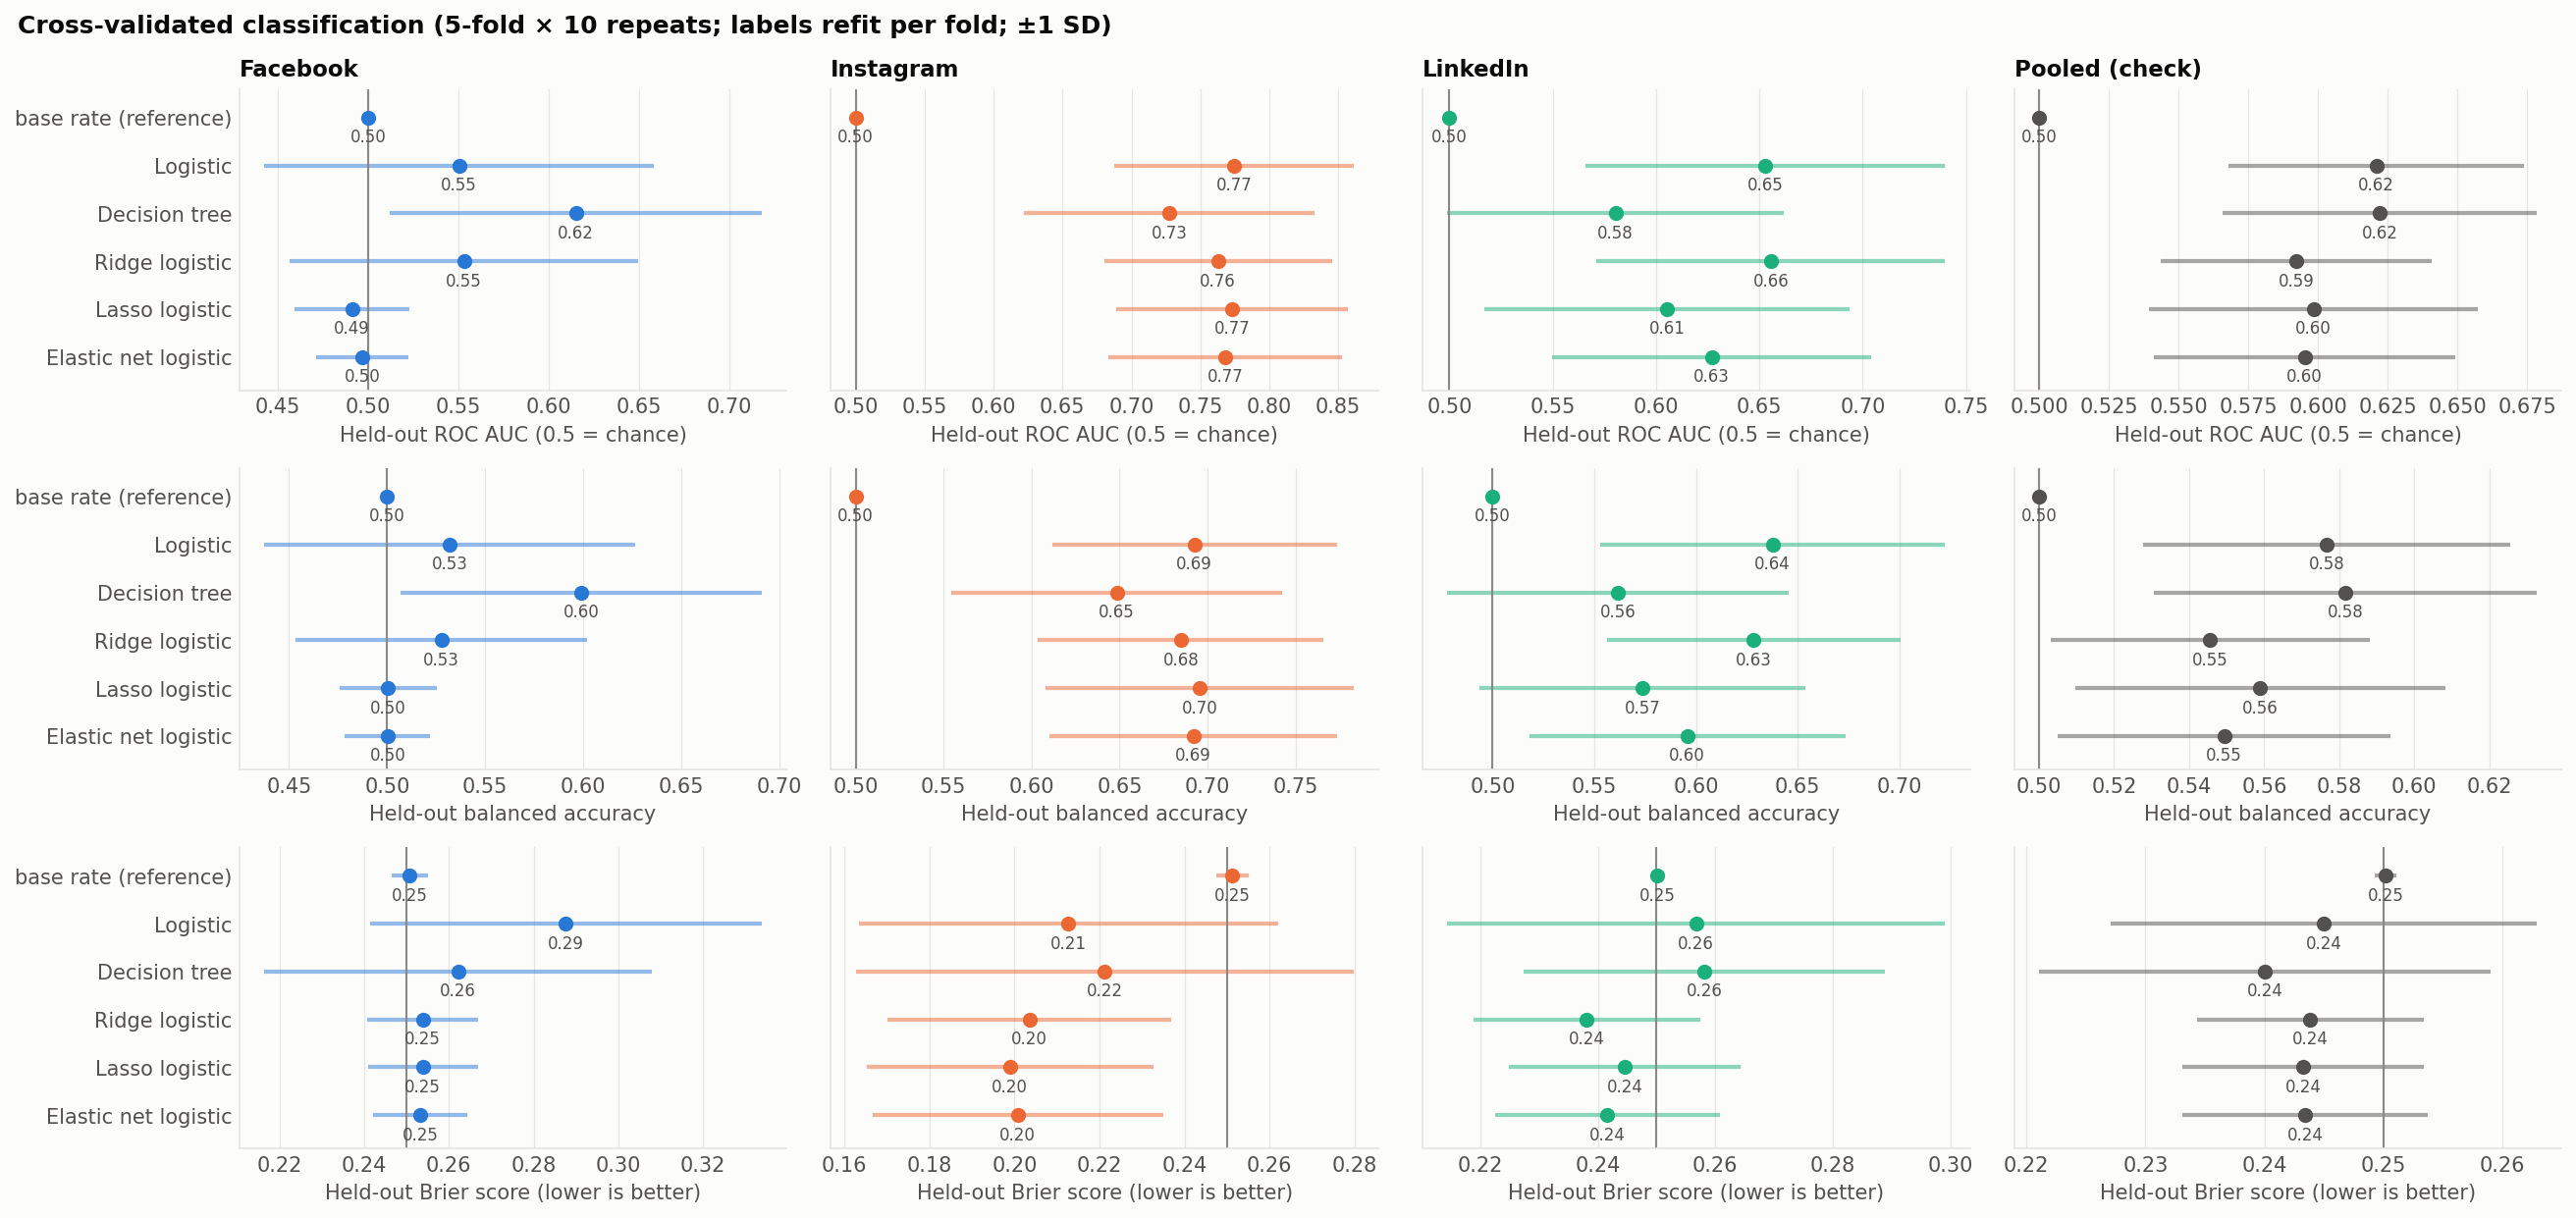 Cross-validated classification (5-fold × 10 repeats; labels refit per fold; ±1 SD)
Facebook
base rate (reference)
Logistic
Decision tree
Ridge logistic
Lasso logistic
Elastic net logistic
0.50
0.55
0.62
0.55
0.49
0.50
0.45 0.50 0.55 0.60 0.65 0.70
Held-out ROC AUC (0.5 = chance)
Instagram
0.50
0.77
0.73
0.76
0.77
0.77
0.50 0.55 0.60 0.65 0.70 0.75 0.80 0.85
Held-out ROC AUC (0.5 = chance)
LinkedIn
0.50
0.65
0.58
0.66
0.61
0.63
0.50 0.55 0.60 0.65 0.70 0.75
Held-out ROC AUC (0.5 = chance)
Pooled (check)
0.50
0.62
0.62
0.59
0.60
0.60
0.500 0.525 0.550 0.575 0.600 0.625 0.650 0.675
Held-out ROC AUC (0.5 = chance)
base rate (reference)
Logistic
Decision tree
Ridge logistic
Lasso logistic
Elastic net logistic
0.50
0.53
0.60
0.53
0.50
0.50
0.45 0.50 0.55 0.60 0.65 0.70
Held-out balanced accuracy
0.50
0.69
0.65
0.68
0.70
0.69
0.50 0.55 0.60 0.65 0.70 0.75
Held-out balanced accuracy
0.50
0.64
0.56
0.63
0.57
0.60
0.50 0.55 0.60 0.65 0.70
Held-out balanced accuracy
0.50
0.58
0.58
0.55
0.56
0.55
0.50 0.52 0.54 0.56 0.58 0.60 0.62
Held-out balanced accuracy
base rate (reference)
Logistic
Decision tree
Ridge logistic
Lasso logistic
Elastic net logistic
0.25
0.29
0.26
0.25
0.25
0.25
0.22 0.24 0.26 0.28 0.30 0.32
Held-out Brier score (lower is better)
0.25
0.21
0.22
0.20
0.20
0.20
0.16 0.18 0.20 0.22 0.24 0.26 0.28
Held-out Brier score (lower is better)
0.25
0.26
0.26
0.24
0.24
0.24
0.22 0.24 0.26 0.28 0.30
Held-out Brier score (lower is better)
0.25
0.24
0.24
0.24
0.24
0.24
0.22 0.23 0.24 0.25 0.26
Held-out Brier score (lower is better)